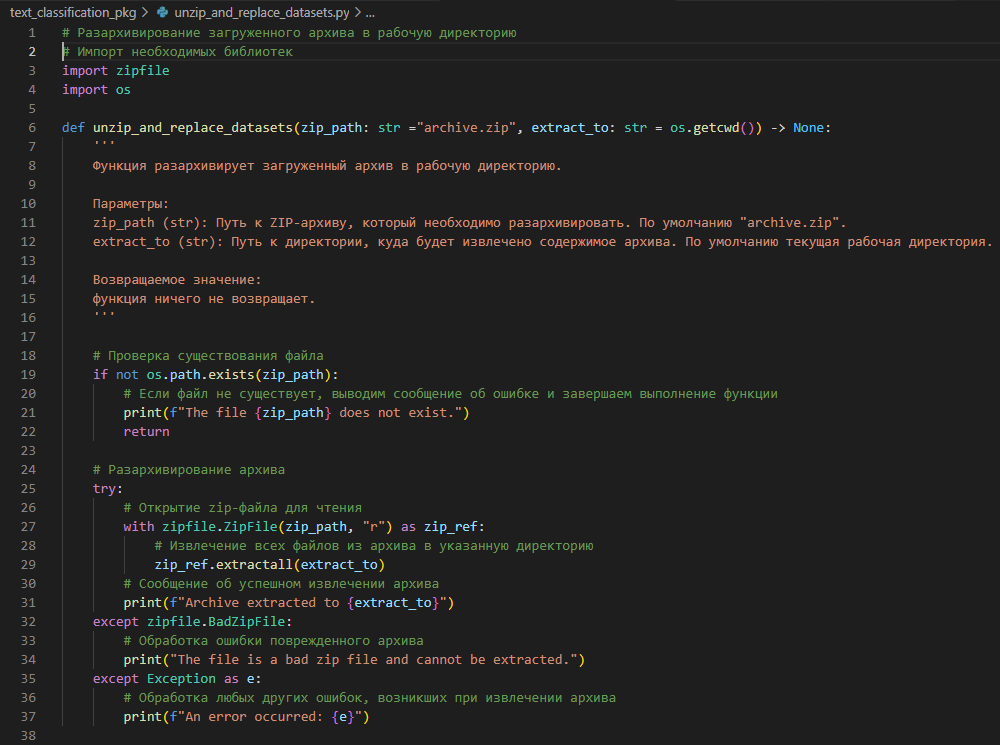 text_classification_pkg > unzip_and_replace_datasets.py > ...
1 # Разархивирование загруженного архива в рабочую директорию
2 # Импорт необходимых библиотек
3 import zipfile
4 import os
5
6 def unzip_and_replace_datasets(zip_path: str ="archive.zip", extract_to: str = os.getcwd()) -> None:
7     '''
8     Функция разархивирует загруженный архив в рабочую директорию.
9
10     Параметры:
11     zip_path (str): Путь к ZIP-архиву, который необходимо разархивировать. По умолчанию "archive.zip".
12     extract_to (str): Путь к директории, куда будет извлечено содержимое архива. По умолчанию текущая рабочая директория.
13
14     Возвращаемое значение:
15     функция ничего не возвращает.
16     '''
17
18     # Проверка существования файла
19     if not os.path.exists(zip_path):
20         # Если файл не существует, выводим сообщение об ошибке и завершаем выполнение функции
21         print(f"The file {zip_path} does not exist.")
22         return
23
24     # Разархивирование архива
25     try:
26         # Открытие zip-файла для чтения
27         with zipfile.ZipFile(zip_path, "r") as zip_ref:
28             # Извлечение всех файлов из архива в указанную директорию
29             zip_ref.extractall(extract_to)
30         # Сообщение об успешном извлечении архива
31         print(f"Archive extracted to {extract_to}")
32     except zipfile.BadZipFile:
33         # Обработка ошибки поврежденного архива
34         print("The file is a bad zip file and cannot be extracted.")
35     except Exception as e:
36         # Обработка любых других ошибок, возникших при извлечении архива
37         print(f"An error occurred: {e}")
38